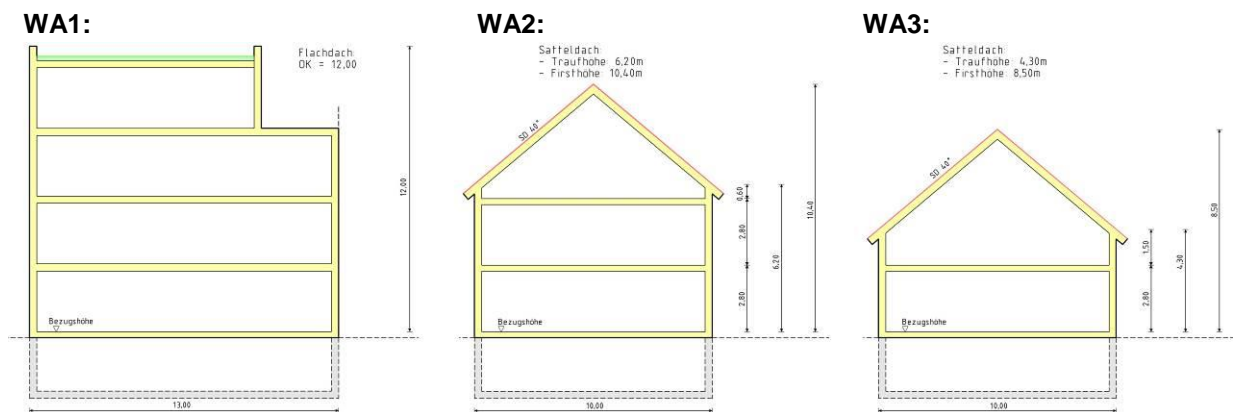 WA1:
Flachdach:
OK = 12,00
12,00
Bezugshöhe
13,00
WA2:
Satteldach:
- Traufhöhe 6,20m
- Firsthöhe 10,40m
SD 40°
0,60
2,80
2,80
6,20
10,40
Bezugshöhe
10,00
WA3:
Satteldach:
- Traufhöhe 4,30m
- Firsthöhe 8,50m
SD 40°
1,50
2,80
4,30
8,50
Bezugshöhe
10,00